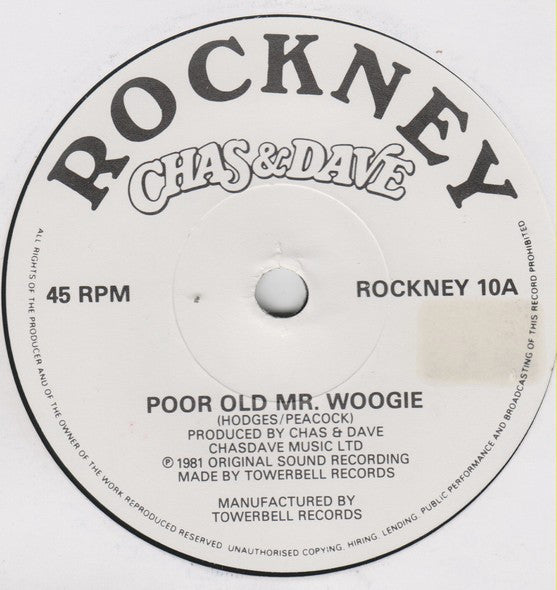 ROCKNEY
CHAS & DAVE
45 RPM
ROCKNEY 10A
POOR OLD MR. WOOGIE
(HODGES/PEACOCK)
PRODUCED BY CHAS & DAVE
CHASDAVE MUSIC LTD
℗ 1981 ORIGINAL SOUND RECORDING
MADE BY TOWERBELL RECORDS
MANUFACTURED BY
TOWERBELL RECORDS
ALL RIGHTS OF THE PRODUCER AND OF THE OWNER OF THE WORK REPRODUCED RESERVED. UNAUTHORISED COPYING, HIRING, LENDING, PUBLIC PERFORMANCE AND BROADCASTING OF THIS RECORD PROHIBITED